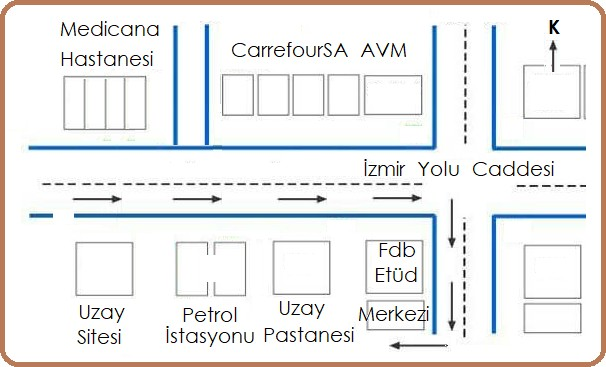 Medicana
Hastanesi
CarrefourSA AVM
K
İzmir Yolu Caddesi
Uzay
Sitesi
Petrol
İstasyonu
Uzay
Pastanesi
Fdb
Etüd
Merkezi